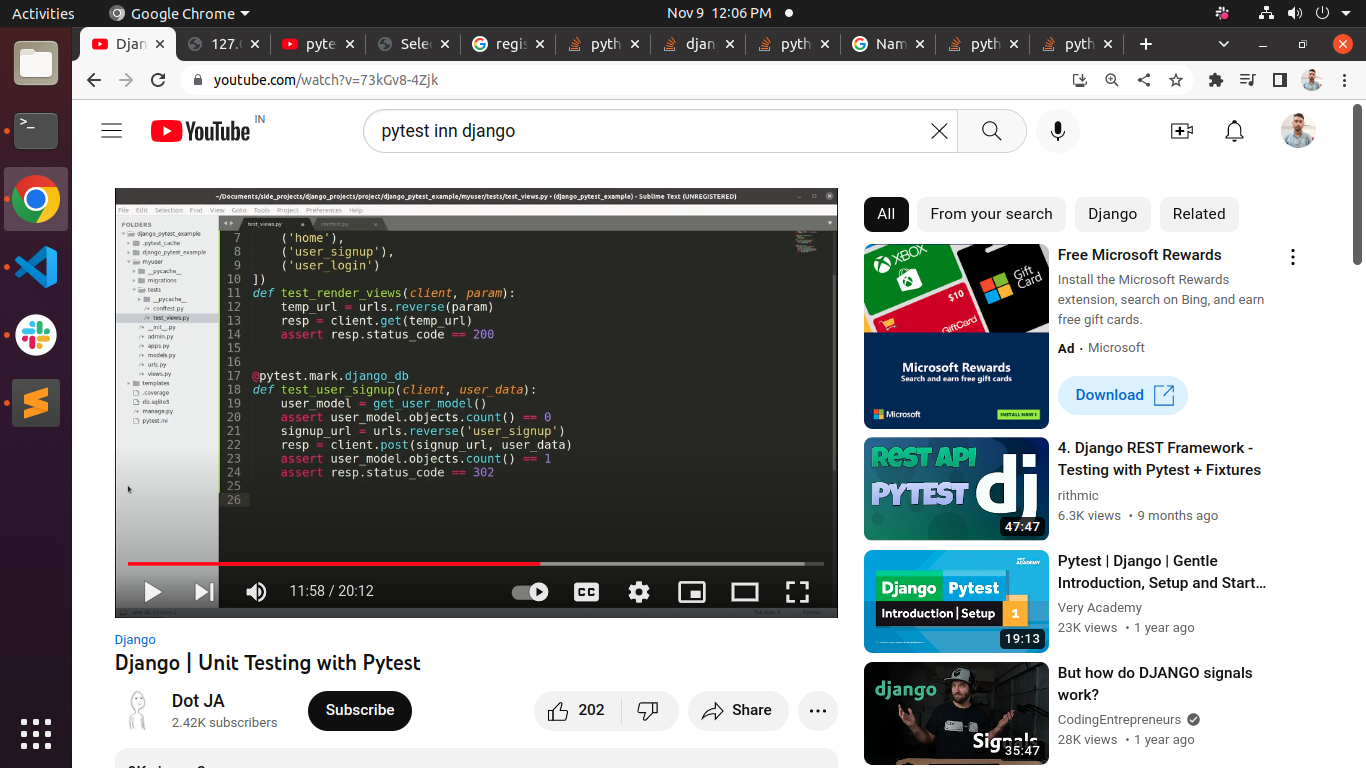 Activities
Google Chrome
Nov 9 12:06 PM
Djan
127.(
pyte
Selec
regis
pyth
djan
pyth
Nam
pyth
pyth
youtube.com/watch?v=73kGv8-4Zjk
YouTube
IN
pytest inn django
~/Documents/side_projects/django_projects/project/django_pytest_example/myuser/tests/test_views.py • (django_pytest_example) - Sublime Text (UNREGISTERED)
File Edit Selection Find View Goto Tools Project Preferences Help
FOLDERS
django_pytest_example
.pytest_cache
django_pytest_example
myuser
__pycache__
migrations
tests
__pycache__
conftest.py
test_views.py
__init__.py
admin.py
apps.py
models.py
urls.py
views.py
templates
.coverage
db.sqlite3
manage.py
pytest.ini
test_views.py
conftest.py
7 ('home'),
8 ('user_signup'),
9 ('user_login')
10 ])
11 def test_render_views(client, param):
12 temp_url = urls.reverse(param)
13 resp = client.get(temp_url)
14 assert resp.status_code == 200
15
16
17 @pytest.mark.django_db
18 def test_user_signup(client, user_data):
19 user_model = get_user_model()
20 assert user_model.objects.count() == 0
21 signup_url = urls.reverse('user_signup')
22 resp = client.post(signup_url, user_data)
23 assert user_model.objects.count() == 1
24 assert resp.status_code == 302
25
26
11:58 / 20:12
CC
Django
Django | Unit Testing with Pytest
Dot JA
2.42K subscribers
Subscribe
202
Share
All
From your search
Django
Related
XBOX
$10
GiftCard
Gift Card
Microsoft Rewards
Search and earn free gift cards
Microsoft
INSTALL NOW
Free Microsoft Rewards
Install the Microsoft Rewards
extension, search on Bing, and earn
free gift cards.
Ad · Microsoft
Download
REST API
PYTEST
dj
47:47
4. Django REST Framework -
Testing with Pytest + Fixtures
rithmic
6.3K views • 9 months ago
ACADEMY
Django Pytest
Introduction | Setup 1
19:13
Pytest | Django | Gentle
Introduction, Setup and Start...
Very Academy
23K views • 1 year ago
django
Signals
35:47
But how do DJANGO signals
work?
CodingEntrepreneurs
28K views • 1 year ago